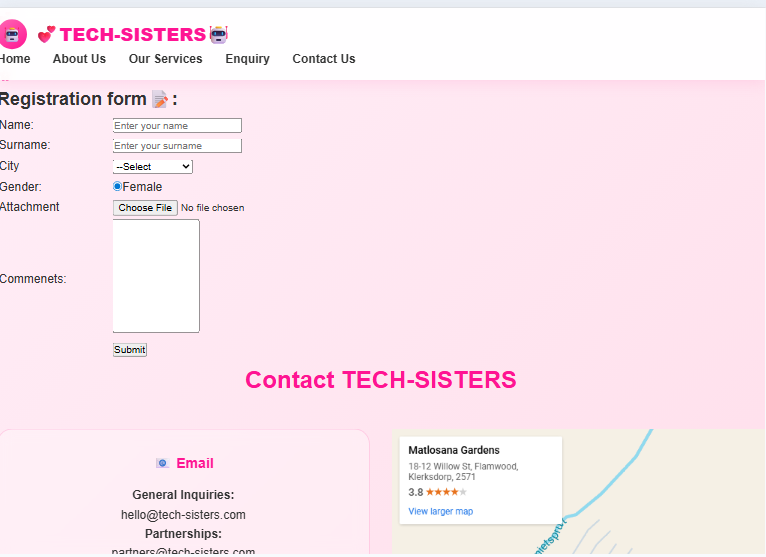 TECH-SISTERS
Home About Us Our Services Enquiry Contact Us
Registration form :
Name: Enter your name
Surname: Enter your surname
City --Select
Gender: Female
Attachment Choose File No file chosen
Commenets:
Submit
Contact TECH-SISTERS
Email
General Inquiries:
hello@tech-sisters.com
Partnerships:
partners@tech-sisters.com
Matlosana Gardens
18-12 Willow St, Flamwood,
Klerksdorp, 2571
3.8
View larger map